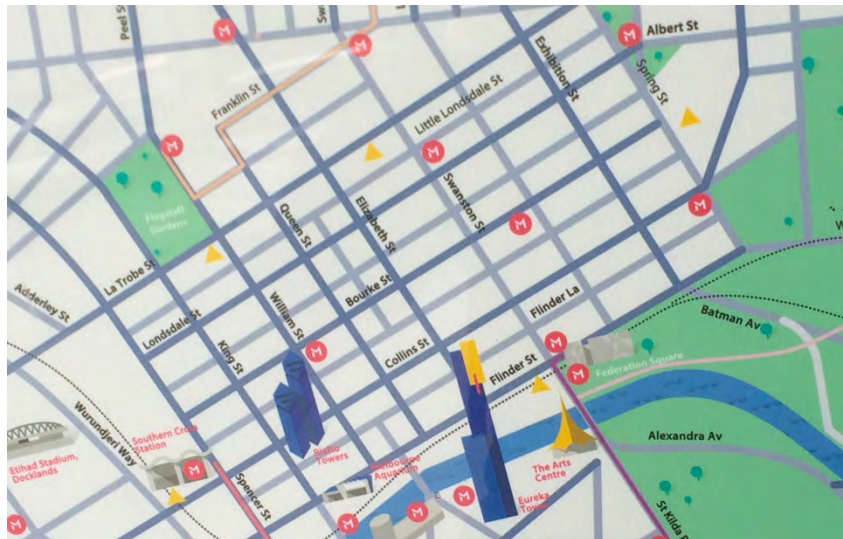 Peel St
Albert St
Franklin St
Exhibition St
Spring St
Little Londsdale St
Flagstaff
Gardens
Queen St
Elizabeth St
Swanston St
La Trobe St
Adderley St
Bourke St
Londsdale St
William St
King St
Collins St
Flinder La
Batman Av
Flinder St
Federation Square
Wurundjeri Way
Southern Cross
Station
Etihad Stadium,
Docklands
Rialto
Towers
Melbourne
Aquarium
Spencer St
The Arts
Centre
Eureka
Alexandra Av
St Kilda
M
M
M
M
M
M
M
M
M
M
M
M
M
M